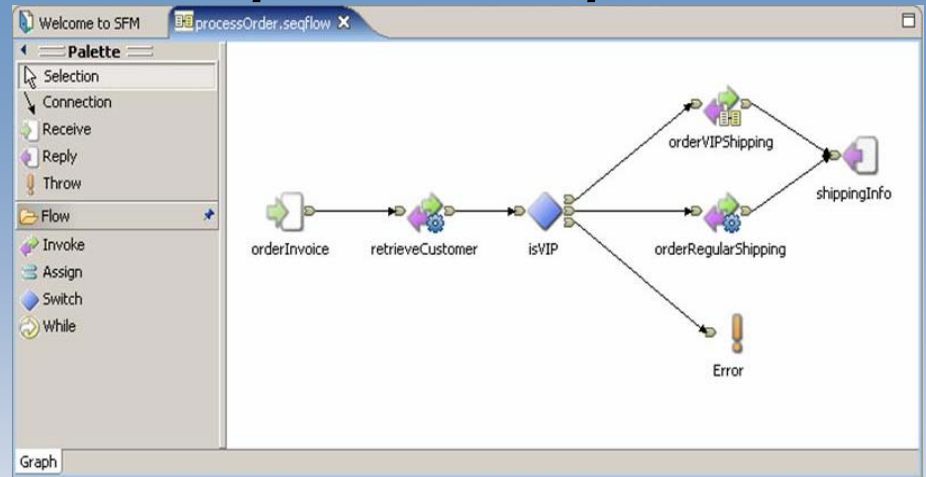 Welcome to SFM
processOrder.seqflow
Palette
Selection
Connection
Receive
Reply
Throw
Flow
Invoke
Assign
Switch
While
orderInvoice
retrieveCustomer
isVIP
orderVIPShipping
orderRegularShipping
Error
shippingInfo
Graph